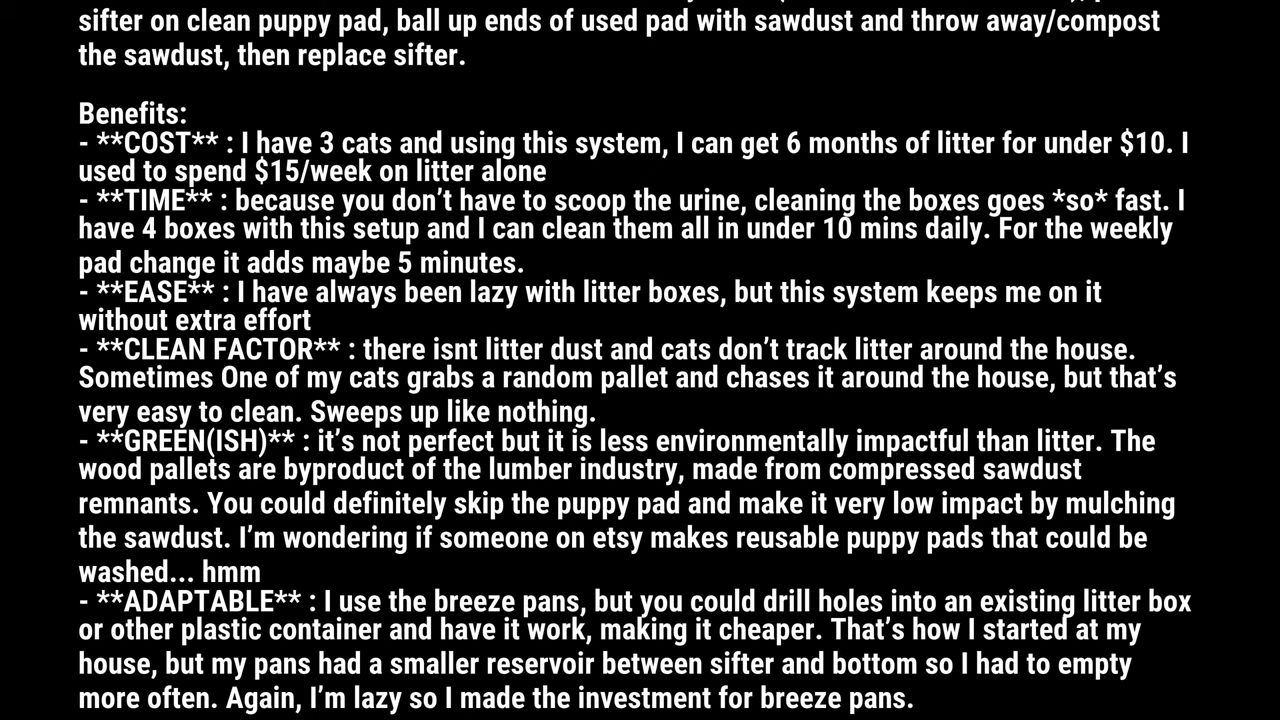 sifter on clean puppy pad, ball up ends of used pad with sawdust and throw away/compost
the sawdust, then replace sifter.
Benefits:
- **COST** : I have 3 cats and using this system, I can get 6 months of litter for under $10. I
used to spend $15/week on litter alone
- **TIME** : because you don’t have to scoop the urine, cleaning the boxes goes *so* fast. I
have 4 boxes with this setup and I can clean them all in under 10 mins daily. For the weekly
pad change it adds maybe 5 minutes.
- **EASE** : I have always been lazy with litter boxes, but this system keeps me on it
without extra effort
- **CLEAN FACTOR** : there isnt litter dust and cats don’t track litter around the house.
Sometimes One of my cats grabs a random pallet and chases it around the house, but that’s
very easy to clean. Sweeps up like nothing.
- **GREEN(ISH)** : it’s not perfect but it is less environmentally impactful than litter. The
wood pallets are byproduct of the lumber industry, made from compressed sawdust
remnants. You could definitely skip the puppy pad and make it very low impact by mulching
the sawdust. I’m wondering if someone on etsy makes reusable puppy pads that could be
washed... hmm
- **ADAPTABLE** : I use the breeze pans, but you could drill holes into an existing litter box
or other plastic container and have it work, making it cheaper. That’s how I started at my
house, but my pans had a smaller reservoir between sifter and bottom so I had to empty
more often. Again, I’m lazy so I made the investment for breeze pans.